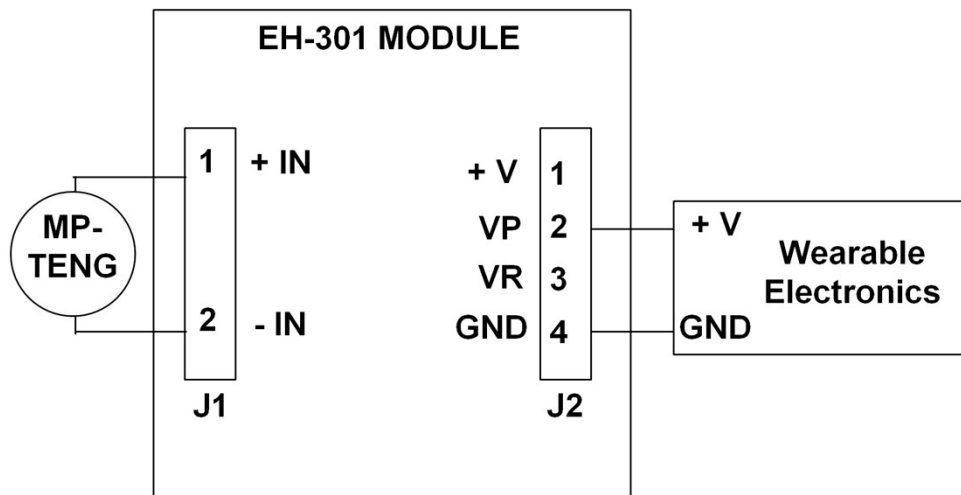 EH-301 MODULE
MP-
TENG
1 + IN
2 - IN
J1
+ V 1
VP 2
VR 3
GND 4
J2
+ V
Wearable
Electronics
GND